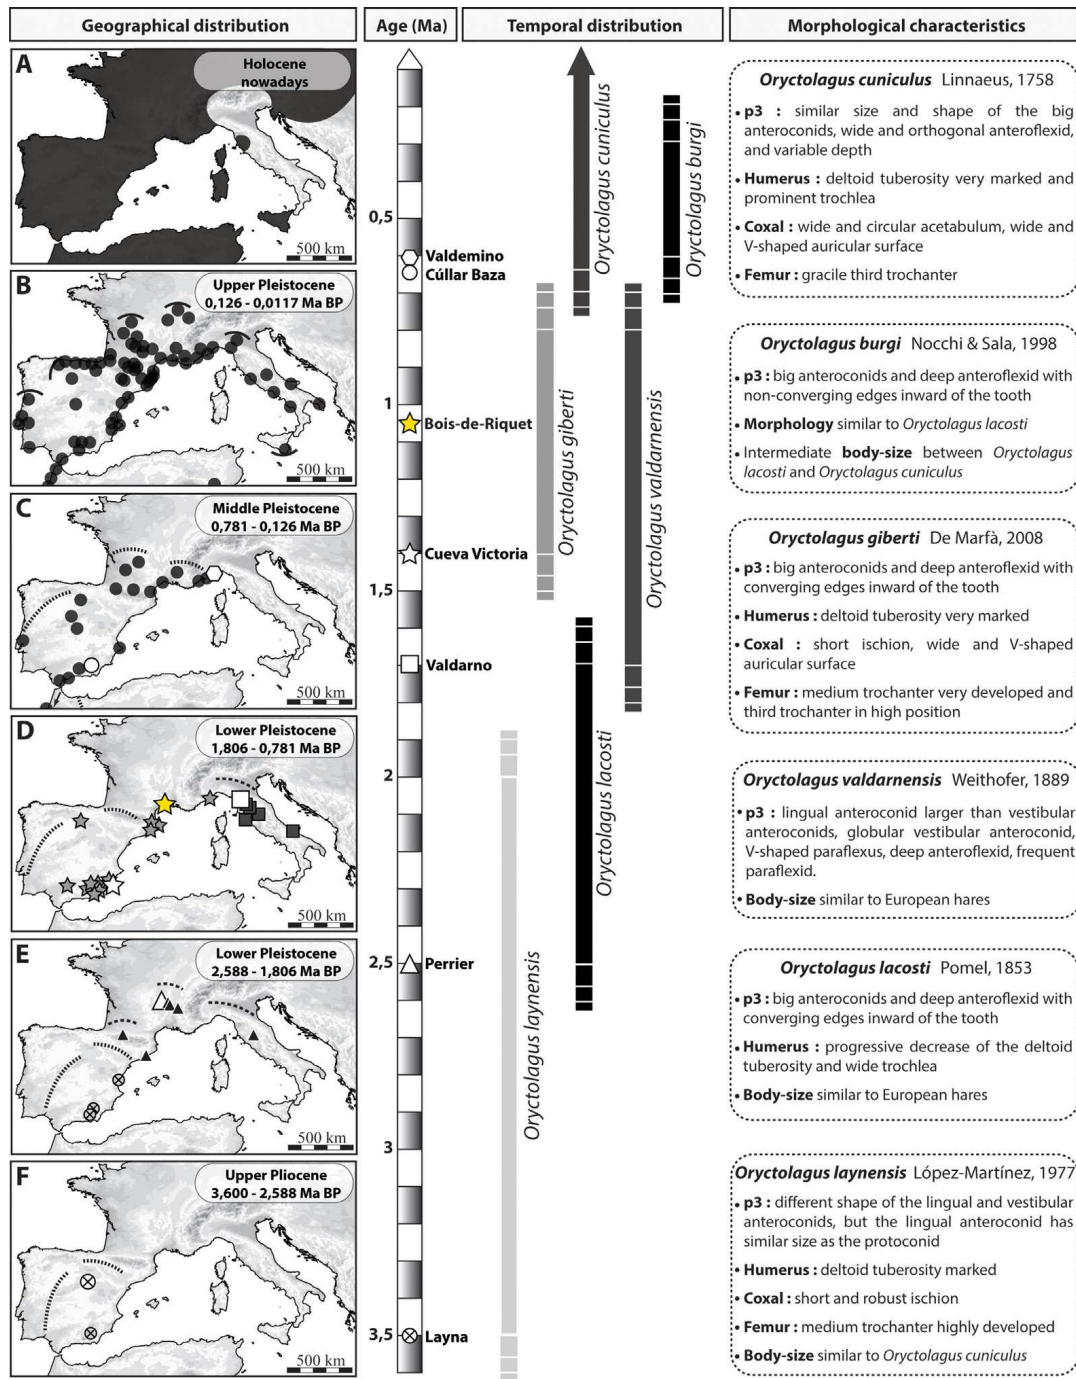 Geographical distribution
Age (Ma)
Temporal distribution
Morphological characteristics
A
Holocene
nowadays
500 km
B
Upper Pleistocene
0,126 - 0,0117 Ma BP
500 km
C
Middle Pleistocene
0,781 - 0,126 Ma BP
500 km
D
Lower Pleistocene
1,806 - 0,781 Ma BP
500 km
E
Lower Pleistocene
2,588 - 1,806 Ma BP
500 km
F
Upper Pliocene
3,600 - 2,588 Ma BP
500 km
0,5
Valdemino
Cúllar Baza
1
Bois-de-Riquet
Cueva Victoria
1,5
Valdarno
2
2,5
Perrier
3
3,5
Layna
Oryctolagus laynensis
Oryctolagus giberti
Oryctolagus cuniculus
Oryctolagus lacosti
Oryctolagus valdarnensis
Oryctolagus burgi
Oryctolagus cuniculus Linnaeus, 1758
• p3 : similar size and shape of the big
anteroconids, wide and orthogonal anteroflexid,
and variable depth
• Humerus : deltoid tuberosity very marked and
prominent trochlea
• Coxal : wide and circular acetabulum, wide and
V-shaped auricular surface
• Femur : gracile third trochanter
Oryctolagus burgi Nocchi & Sala, 1998
• p3 : big anteroconids and deep anteroflexid with
non-converging edges inward of the tooth
• Morphology similar to Oryctolagus lacosti
• Intermediate body-size between Oryctolagus
lacosti and Oryctolagus cuniculus
Oryctolagus giberti De Marfà, 2008
• p3 : big anteroconids and deep anteroflexid with
converging edges inward of the tooth
• Humerus : deltoid tuberosity very marked
• Coxal : short ischion, wide and V-shaped
auricular surface
• Femur : medium trochanter very developed and
third trochanter in high position
Oryctolagus valdarnensis Weithofer, 1889
• p3 : lingual anteroconid larger than vestibular
anteroconids, globular vestibular anteroconid,
V-shaped paraflexus, deep anteroflexid, frequent
paraflexid.
• Body-size similar to European hares
Oryctolagus lacosti Pomel, 1853
• p3 : big anteroconids and deep anteroflexid with
converging edges inward of the tooth
• Humerus : progressive decrease of the deltoid
tuberosity and wide trochlea
• Body-size similar to European hares
Oryctolagus laynensis López-Martínez, 1977
• p3 : different shape of the lingual and vestibular
anteroconids, but the lingual anteroconid has
similar size as the protoconid
• Humerus : deltoid tuberosity marked
• Coxal : short and robust ischion
• Femur : medium trochanter highly developed
• Body-size similar to Oryctolagus cuniculus